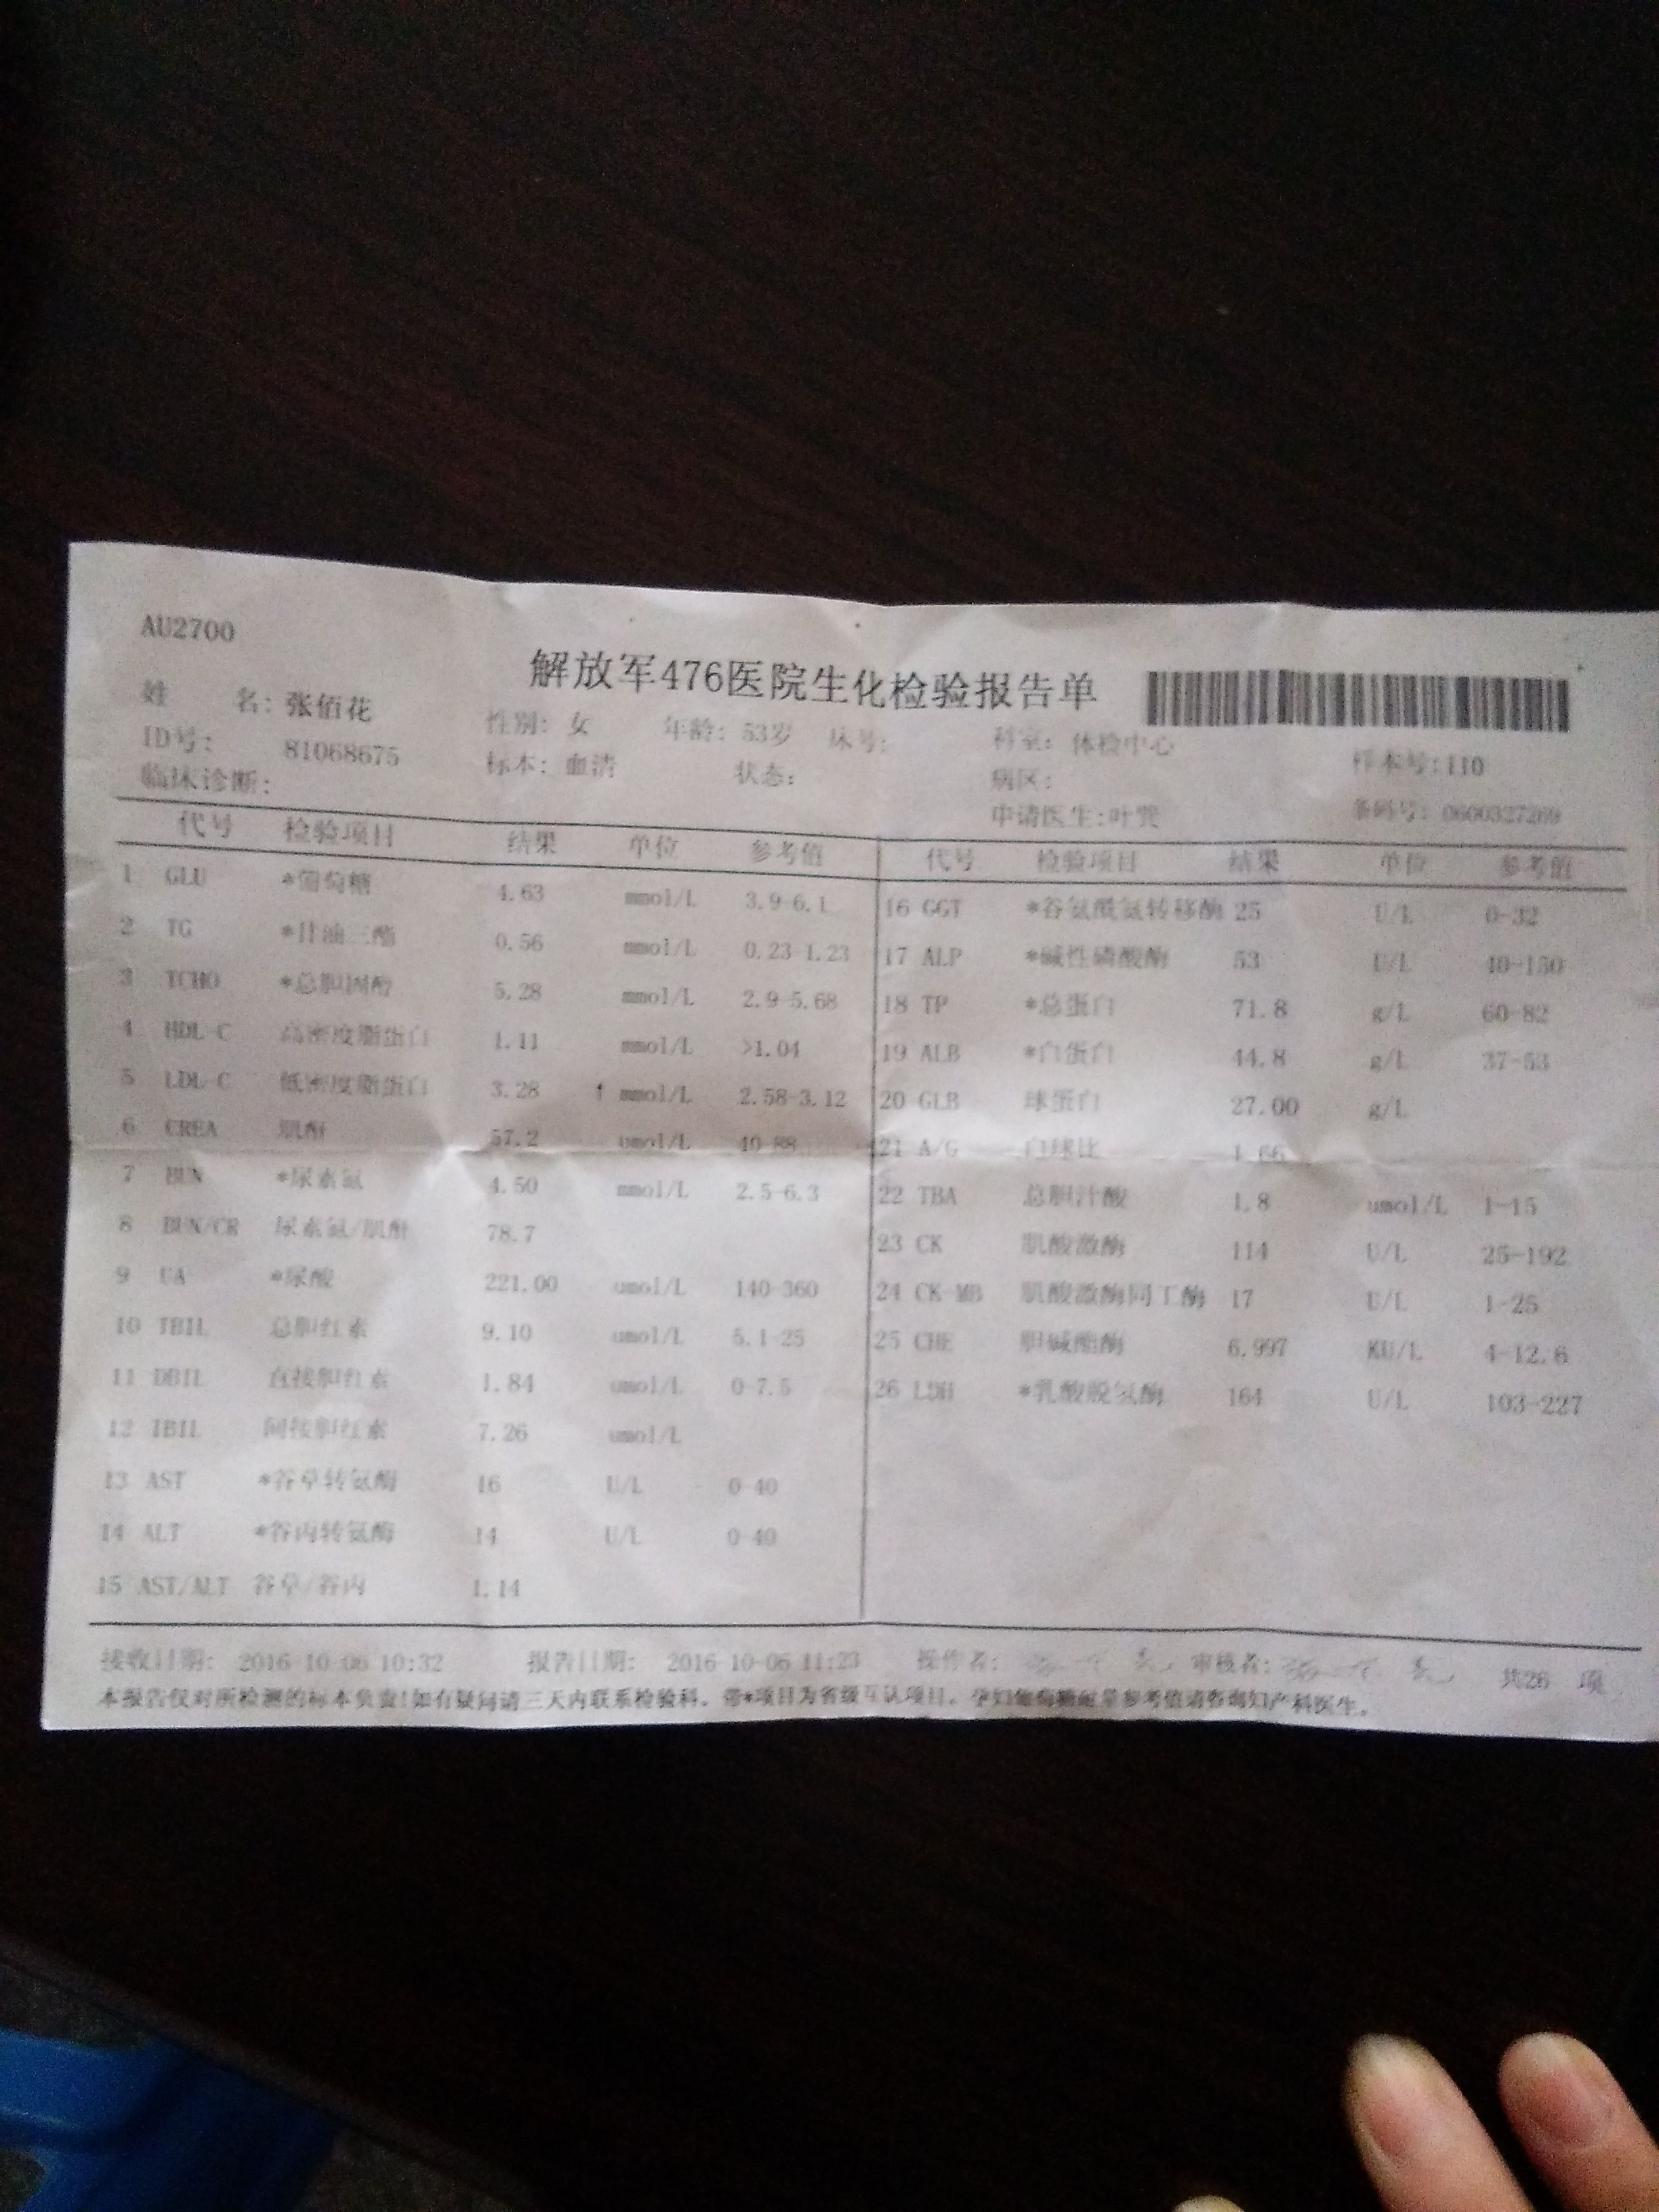 AU2700
解放军476医院生化检验报告单
姓 名: 张佰花 性别: 女 年龄: 53岁 床号: 科室: 体检中心 样本号:110
ID号: 81068675 标本: 血清 状态: 病区:
临床诊断: 申请医生:叶 条码号: 0600327269
代号 检验项目 结果 单位 参考值
1 GLU *葡萄糖 4.63 mmol/L 3.9-6.1
2 TG *甘油三酯 0.56 mmol/L 0.23-1.23
3 TCHO *总胆固醇 5.28 mmol/L 2.9-5.68
4 HDL-C 高密度脂蛋白 1.11 mmol/L >1.04
5 LDL-C 低密度脂蛋白 3.28 ↑ mmol/L 2.58-3.12
6 CREA 肌酐 57.2 umol/L 40-88
7 BUN *尿素氮 4.50 mmol/L 2.5-6.3
8 BUN/CR 尿素氮/肌酐 78.7
9 UA *尿酸 221.00 umol/L 140-360
10 TBIL 总胆红素 9.10 umol/L 5.1-25
11 DBIL 直接胆红素 1.84 umol/L 0-7.5
12 IBIL 间接胆红素 7.26 umol/L
13 AST *谷草转氨酶 16 U/L 0-40
14 ALT *谷丙转氨酶 14 U/L 0-40
15 AST/ALT 谷草/谷丙 1.14
代号 检验项目 结果 单位 参考值
16 GGT *谷氨酰氨转移酶 25 U/L 0-32
17 ALP *碱性磷酸酶 53 U/L 40-150
18 TP *总蛋白 71.8 g/L 60-82
19 ALB *白蛋白 44.8 g/L 37-53
20 GLB 球蛋白 27.00 g/L
21 A/G 白球比 1.66
22 TBA 总胆汁酸 1.8 umol/L 1-15
23 CK 肌酸激酶 114 U/L 25-192
24 CK-MB 肌酸激酶同工酶 17 U/L 1-25
25 CHE 胆碱酯酶 6.997 KU/L 4-12.6
26 LDH *乳酸脱氢酶 164 U/L 103-227
接收日期: 2016-10-06 10:32 报告日期: 2016-10-06 11:23 操作者: 审核者: 共26 项
本报告仅对所检测的标本负责!如有疑问请三天内联系检验科。带*项目为省级互认项目。孕妇葡萄糖耐量参考值请咨询妇产科医生。